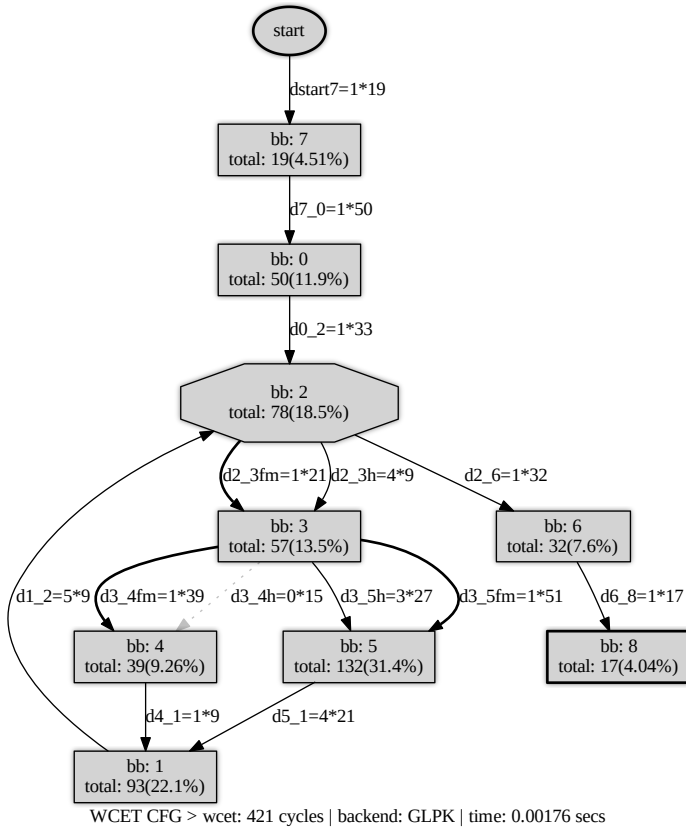 start
dstart7=1*19
bb: 7
total: 19(4.51%)
d7_0=1*50
bb: 0
total: 50(11.9%)
d0_2=1*33
bb: 2
total: 78(18.5%)
d2_3fm=1*21
d2_3h=4*9
d2_6=1*32
bb: 3
total: 57(13.5%)
bb: 6
total: 32(7.6%)
d1_2=5*9
d3_4fm=1*39
d3_4h=0*15
d3_5h=3*27
d3_5fm=1*51
d6_8=1*17
bb: 4
total: 39(9.26%)
bb: 5
total: 132(31.4%)
bb: 8
total: 17(4.04%)
d4_1=1*9
d5_1=4*21
bb: 1
total: 93(22.1%)
WCET CFG > wcet: 421 cycles | backend: GLPK | time: 0.00176 secs